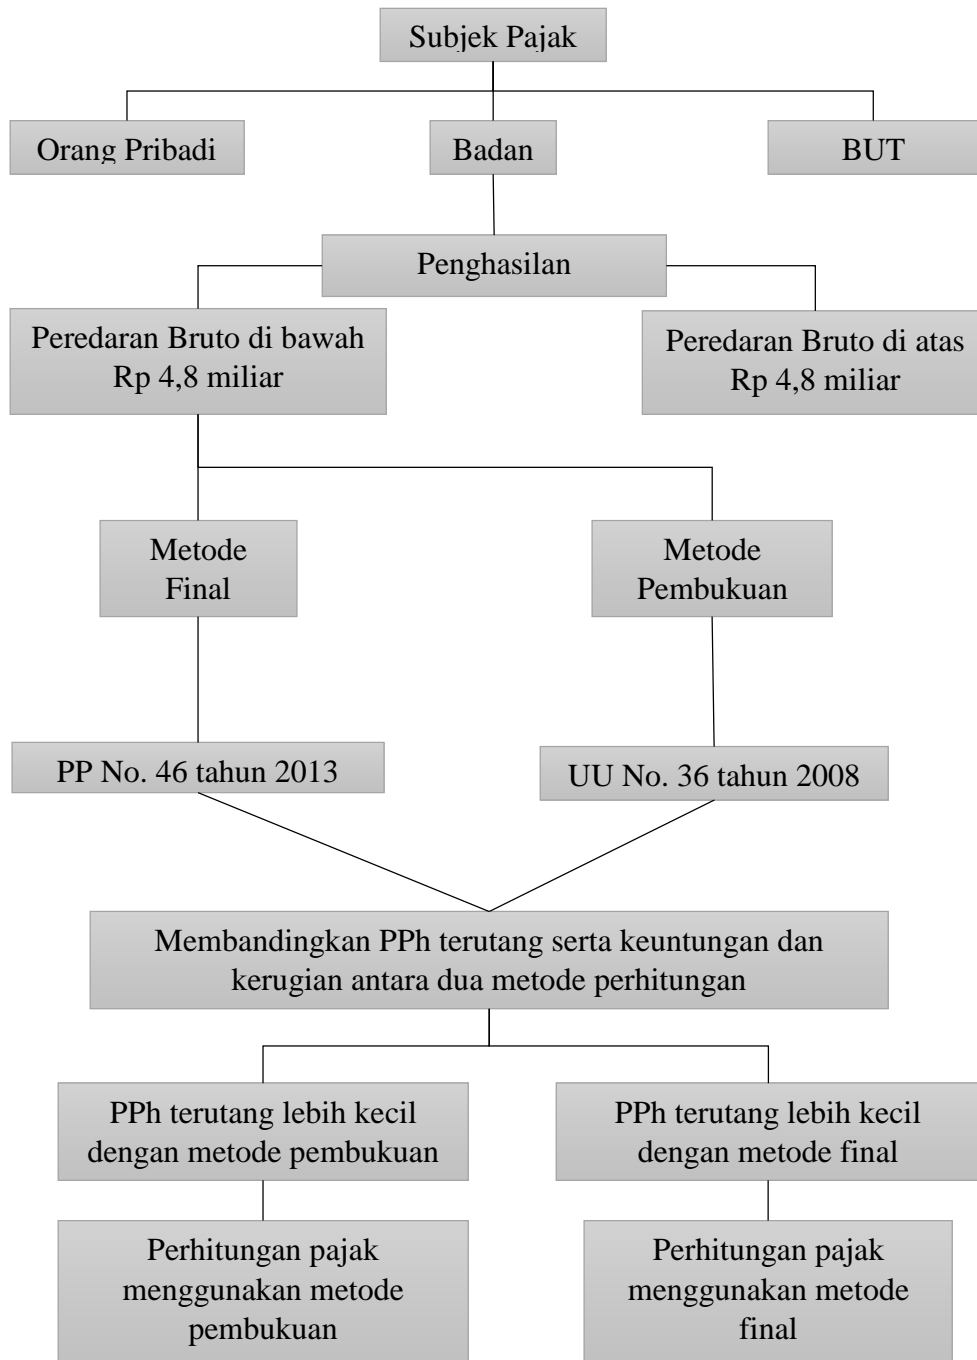 Subjek Pajak
Orang Pribadi
Badan
BUT
Penghasilan
Peredaran Bruto di bawah
Rp 4,8 miliar
Peredaran Bruto di atas
Rp 4,8 miliar
Metode
Final
Metode
Pembukuan
PP No. 46 tahun 2013
UU No. 36 tahun 2008
Membandingkan PPh terutang serta keuntungan dan
kerugian antara dua metode perhitungan
PPh terutang lebih kecil
dengan metode pembukuan
PPh terutang lebih kecil
dengan metode final
Perhitungan pajak
menggunakan metode
pembukuan
Perhitungan pajak
menggunakan metode
final